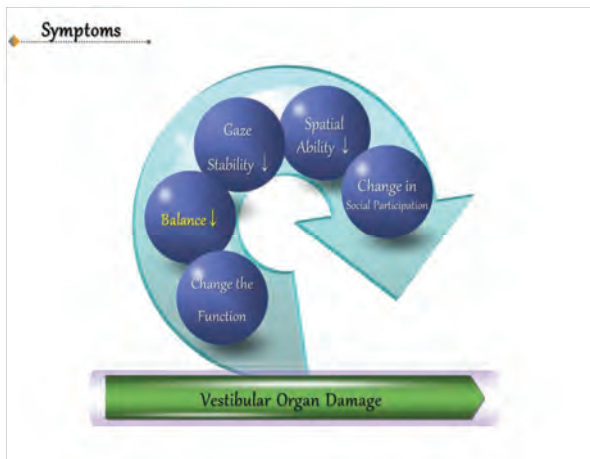 Symptoms
Gaze
Stability ↓
Spatial
Ability ↓
Change in
Social Participation
Balance ↓
Change the
Function
Vestibular Organ Damage